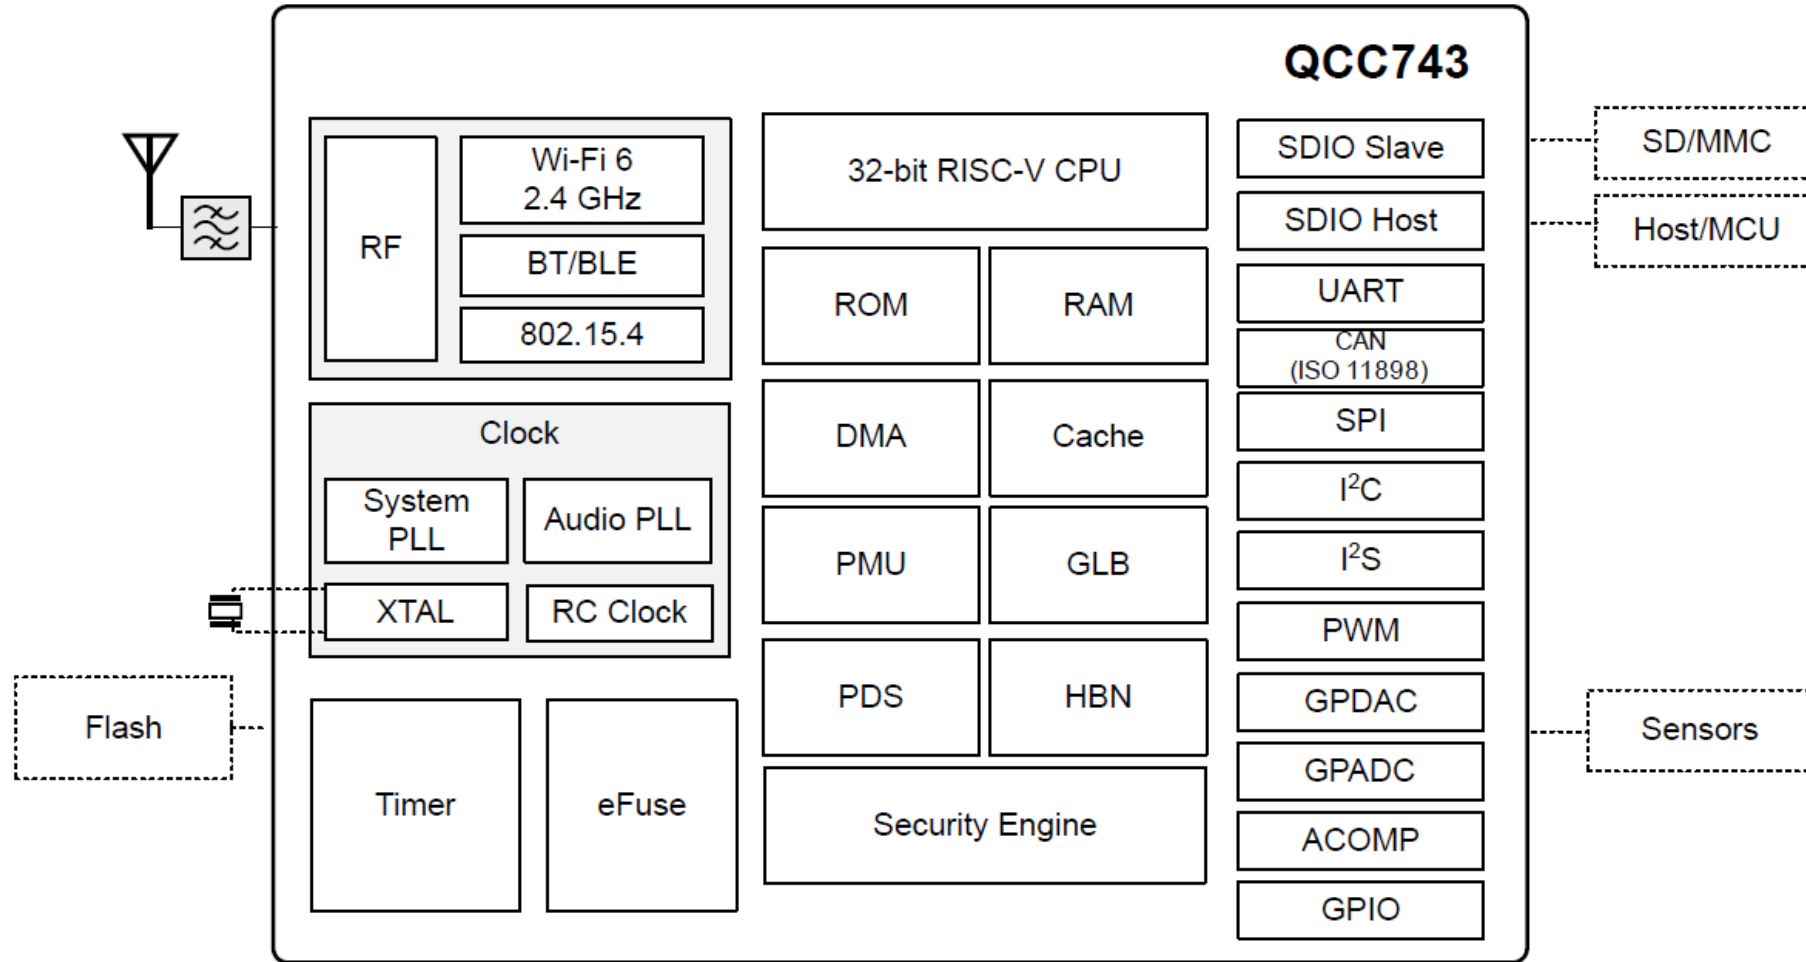 QCC743
RF
Wi-Fi 6
2.4 GHz
BT/BLE
802.15.4
Clock
System
PLL
Audio PLL
XTAL
RC Clock
Flash
Timer
eFuse
32-bit RISC-V CPU
ROM
RAM
DMA
Cache
PMU
GLB
PDS
HBN
Security Engine
SDIO Slave
SDIO Host
UART
CAN
(ISO 11898)
SPI
I²C
I²S
PWM
GPDAC
GPADC
ACOMP
GPIO
SD/MMC
Host/MCU
Sensors